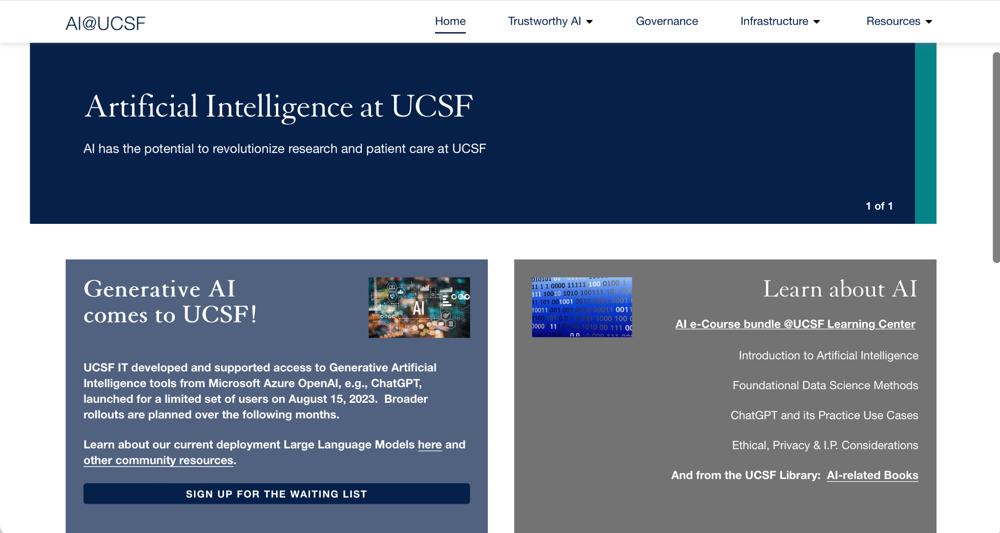 AI@UCSF
Home
Trustworthy AI
Governance
Infrastructure
Resources
Artificial Intelligence at UCSF
AI has the potential to revolutionize research and patient care at UCSF
1 of 1
Generative AI
comes to UCSF!
AI
UCSF IT developed and supported access to Generative Artificial
Intelligence tools from Microsoft Azure OpenAI, e.g., ChatGPT,
launched for a limited set of users on August 15, 2023.  Broader
rollouts are planned over the following months.
Learn about our current deployment Large Language Models here and
other community resources.
SIGN UP FOR THE WAITING LIST
Learn about AI
AI e-Course bundle @UCSF Learning Center
Introduction to Artificial Intelligence
Foundational Data Science Methods
ChatGPT and its Practice Use Cases
Ethical, Privacy & I.P. Considerations
And from the UCSF Library:  AI-related Books